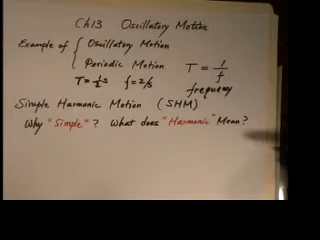 Ch13 Oscillatory Motion
Example of { Oscillatory Motion
Periodic Motion T = 1/f
T = 1/2 s f = 2/s frequency
Simple Harmonic Motion (SHM)
Why "Simple"? What does "Harmonic" Mean?